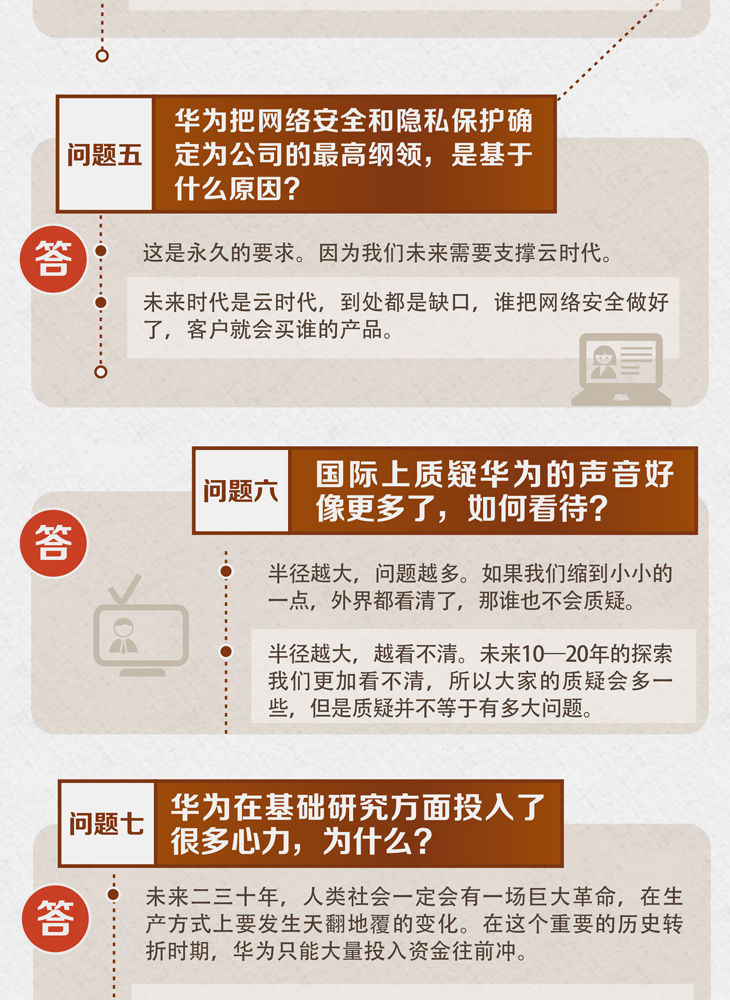 问题五
华为把网络安全和隐私保护确
定为公司的最高纲领，是基于
什么原因？
答
这是永久的要求。因为我们未来需要支撑云时代。
未来时代是云时代，到处都是缺口，谁把网络安全做好
了，客户就会买谁的产品。
问题六
国际上质疑华为的声音好
像更多了，如何看待？
答
半径越大，问题越多。如果我们缩到小小的
一点，外界都看清了，那谁也不会质疑。
半径越大，越看不清。未来10—20年的探索
我们更加看不清，所以大家的质疑会多一
些，但是质疑并不等于有多大问题。
问题七
华为在基础研究方面投入了
很多心力，为什么？
答
未来二三十年，人类社会一定会有一场巨大革命，在生
产方式上要发生天翻地覆的变化。在这个重要的历史转
折时期，华为只能大量投入资金往前冲。